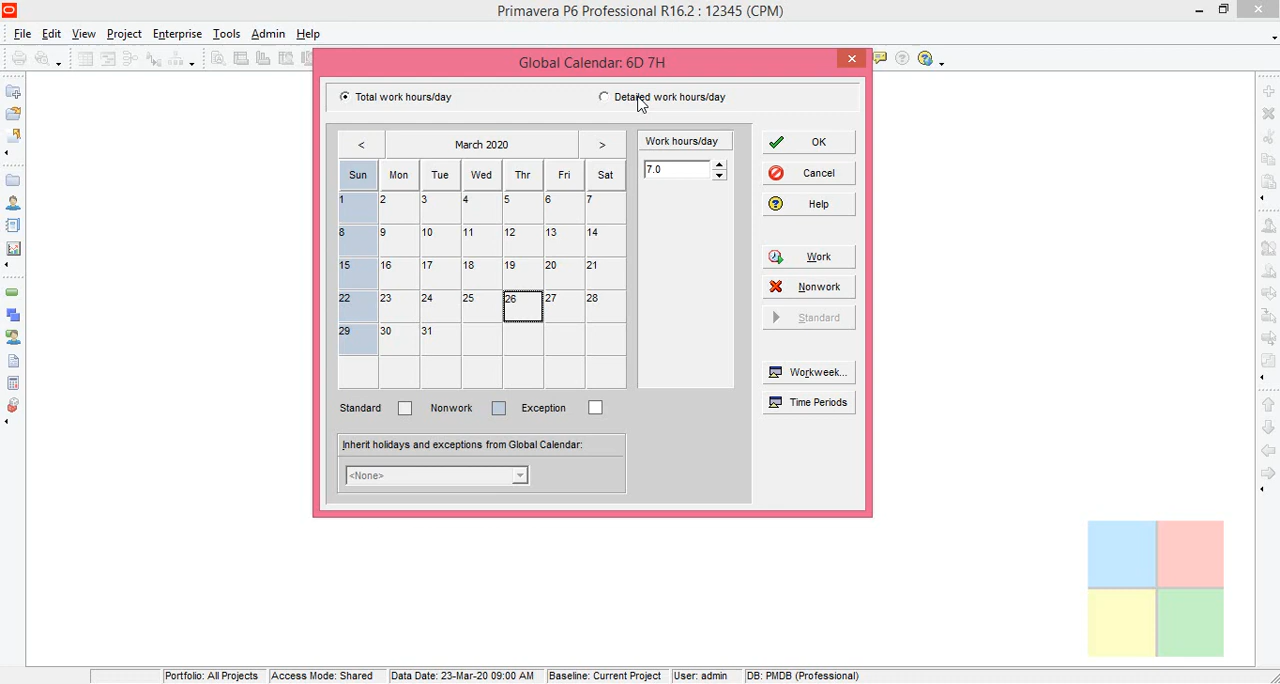 Primavera P6 Professional R16.2 : 12345 (CPM)
File Edit View Project Enterprise Tools Admin Help
Global Calendar: 6D 7H
Total work hours/day Detailed work hours/day
< March 2020 > Work hours/day
Sun Mon Tue Wed Thr Fri Sat 7.0
1 2 3 4 5 6 7
8 9 10 11 12 13 14
15 16 17 18 19 20 21
22 23 24 25 26 27 28
29 30 31
Standard Nonwork Exception
Inherit holidays and exceptions from Global Calendar:
<None>
OK
Cancel
Help
Work
Nonwork
Standard
Workweek...
Time Periods
Portfolio: All Projects Access Mode: Shared Data Date: 23-Mar-20 09:00 AM Baseline: Current Project User: admin DB: PMDB (Professional)